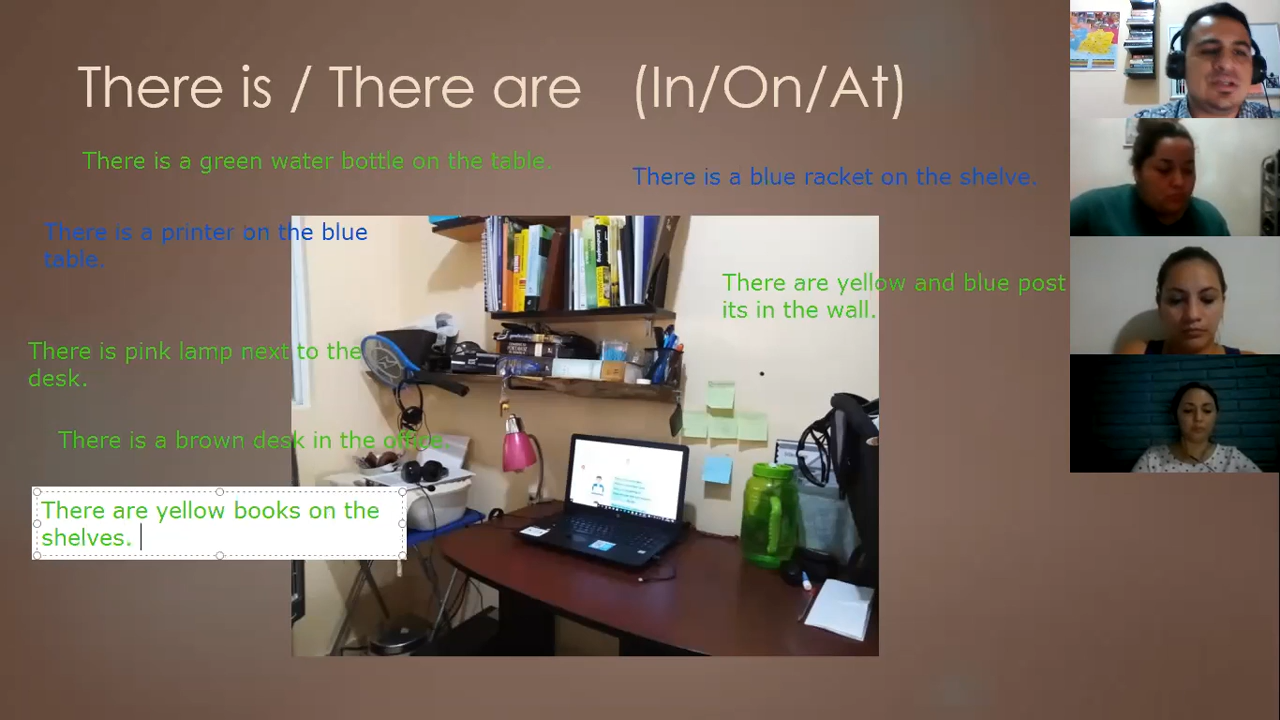 There is / There are (In/On/At)
There is a green water bottle on the table.
There is a blue racket on the shelve.
There is a printer on the blue
table.
There are yellow and blue post
its in the wall.
There is pink lamp next to the
desk.
There is a brown desk in the office.
There are yellow books on the
shelves.